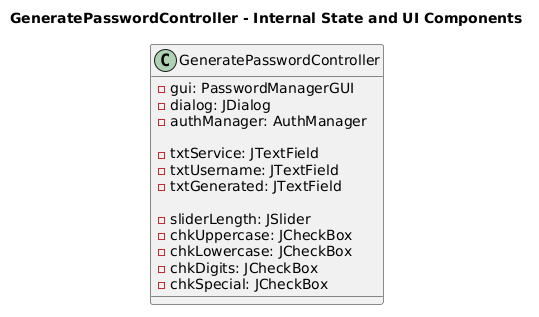 GeneratePasswordController - Internal State and UI Components
C GeneratePasswordController
gui: PasswordManagerGUI
dialog: JDialog
authManager: AuthManager
txtService: JTextField
txtUsername: JTextField
txtGenerated: JTextField
sliderLength: JSlider
chkUppercase: JCheckBox
chkLowercase: JCheckBox
chkDigits: JCheckBox
chkSpecial: JCheckBox